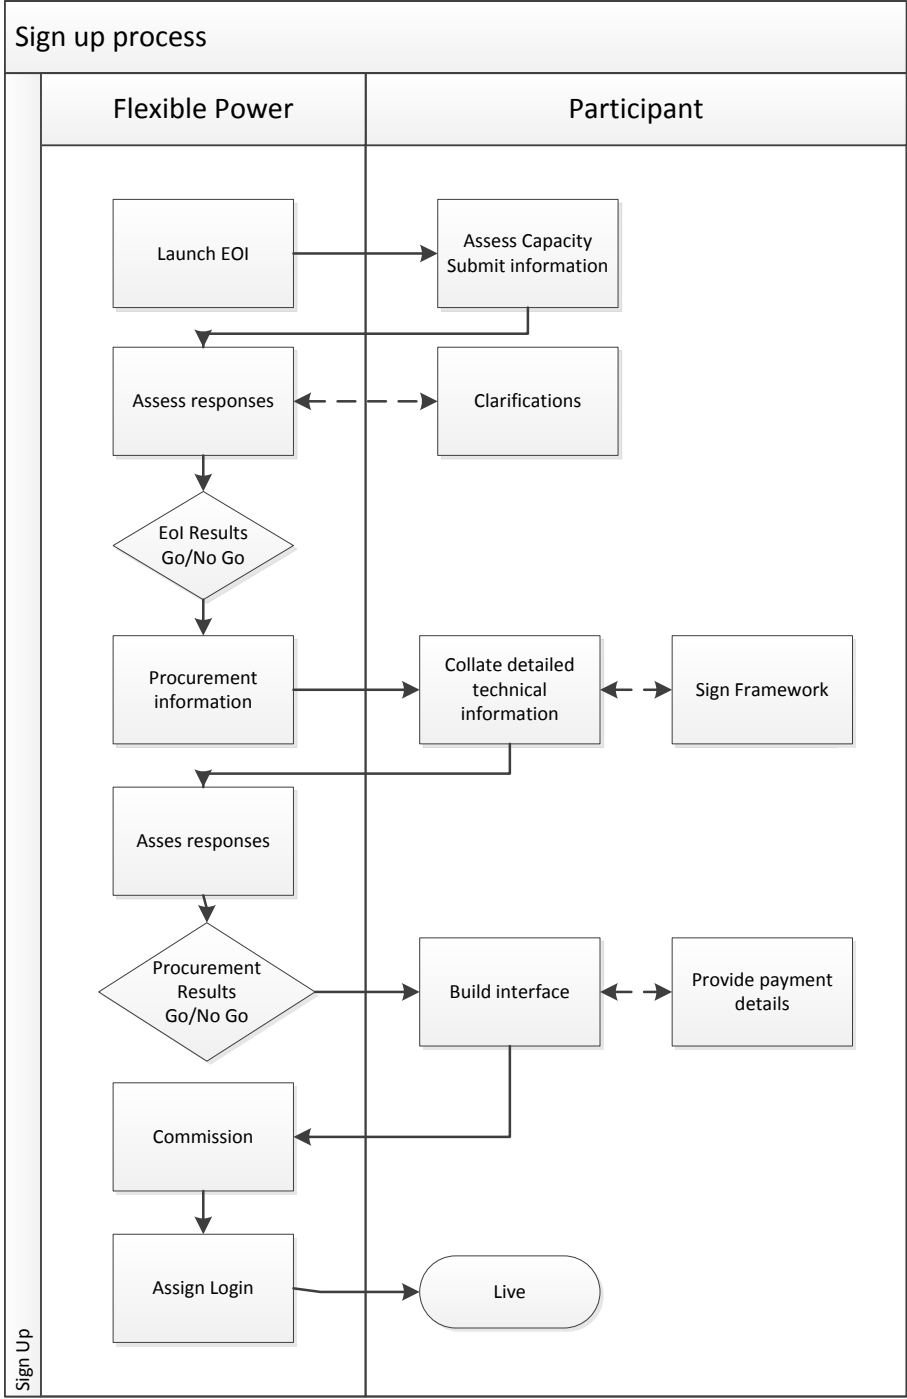 Sign up process
Flexible Power
Participant
Launch EOI
Assess Capacity
Submit information
Assess responses
Clarifications
EoI Results
Go/No Go
Procurement
information
Collate detailed
technical
information
Sign Framework
Asses responses
Procurement
Results
Go/No Go
Build interface
Provide payment
details
Commission
Assign Login
Live
Sign Up